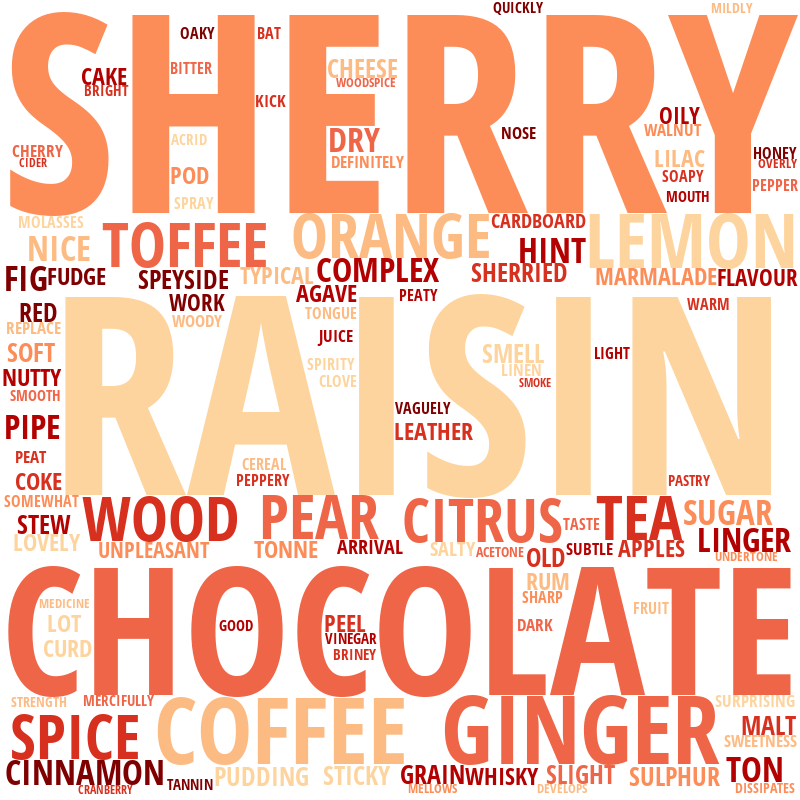 QUICKLY
MILDLY
SHERRY
OAKY
BAT
BITTER
CHEESE
CAKE
WOODSPICE
BRIGHT
KICK
OILY
WALNUT
NOSE
ACRID
DRY
CHERRY
CIDER
DEFINITELY
LILAC
HONEY
OVERLY
POD
SOAPY
PEPPER
SPRAY
MOUTH
MOLASSES
TOFFEE
ORANGE
CARDBOARD
LEMON
NICE
HINT
FIG
FUDGE
SPEYSIDE
TYPICAL
COMPLEX
SHERRIED
MARMALADE
FLAVOUR
AGAVE
PEATY
WORK
WARM
RED
WOODY
TONGUE
REPLACE
RAISIN
JUICE
SOFT
SMELL
LIGHT
SPIRITY
LINEN
NUTTY
CLOVE
SMOKE
SMOOTH
VAGUELY
PIPE
LEATHER
PEAT
CEREAL
COKE
PEPPERY
PASTRY
SOMEWHAT
WOOD
PEAR
CITRUS
TEA
SUGAR
STEW
TASTE
LOVELY
UNPLEASANT
TONNE
ARRIVAL
SALTY
ACETONE
OLD
SUBTLE
APPLES
LINGER
UNDERTONE
CHOCOLATE
RUM
SHARP
MEDICINE
FRUIT
LOT
GOOD
PEEL
DARK
VINEGAR
CURD
BRINEY
STRENGTH
MERCIFULLY
SURPRISING
SPICE
COFFEE
GINGER
MALT
SWEETNESS
CINNAMON
PUDDING
STICKY
GRAIN
WHISKY
SLIGHT
SULPHUR
TON
CRANBERRY
TANNIN
MELLOWS
DEVELOPS
DISSIPATES